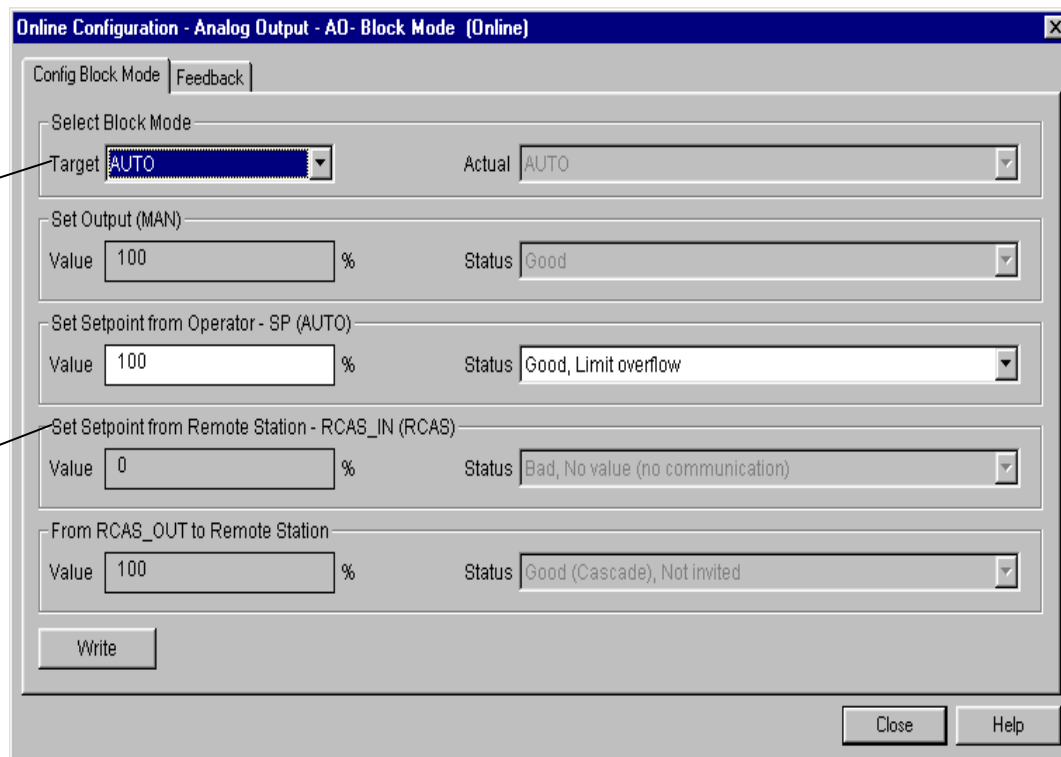 Online Configuration - Analog Output - AO- Block Mode (Online)
Config Block Mode Feedback
Select Block Mode
Target AUTO Actual AUTO
Set Output (MAN)
Value 100 % Status Good
Set Setpoint from Operator - SP (AUTO)
Value 100 % Status Good, Limit overflow
Set Setpoint from Remote Station - RCAS_IN (RCAS)
Value 0 % Status Bad, No value (no communication)
From RCAS_OUT to Remote Station
Value 100 % Status Good (Cascade), Not invited
Write
Close Help